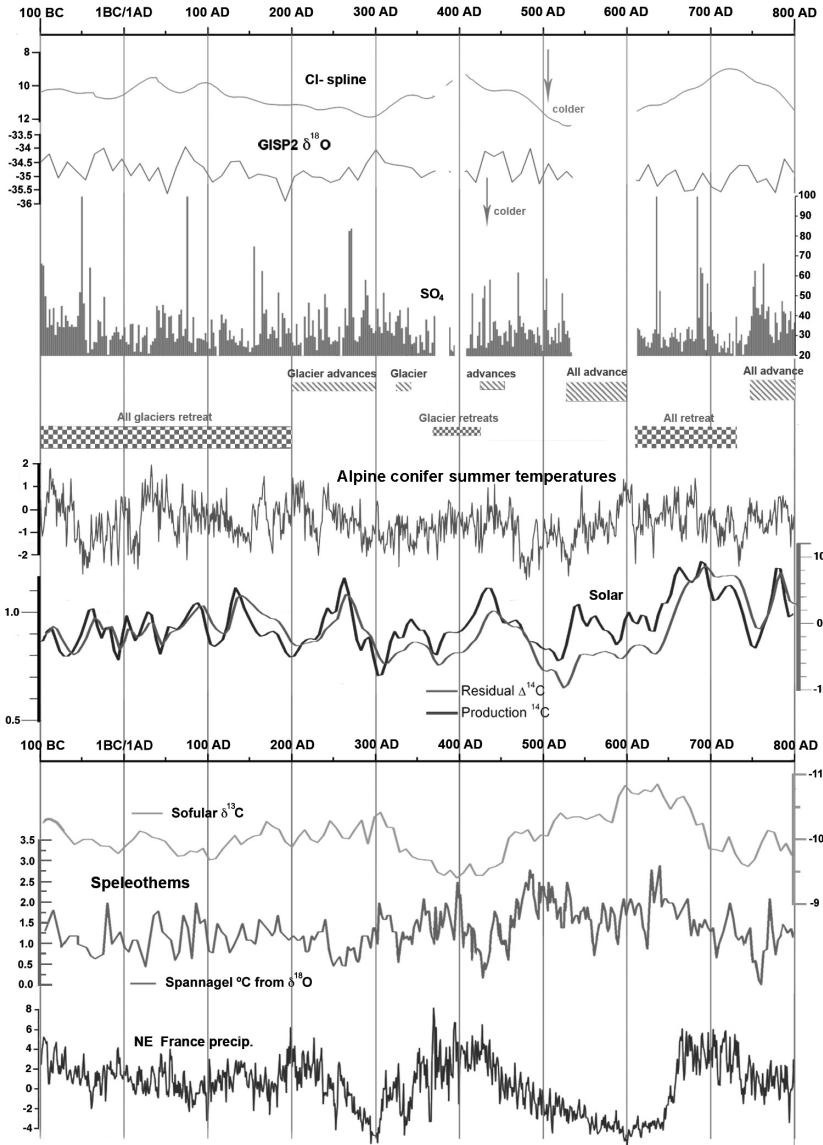 100 BC 1BC/1AD 100 AD 200 AD 300 AD 400 AD 500 AD 600 AD 700 AD 800 AD
8
Cl- spline
10
colder
12
-33.5
GISP2 δ18O
-34
-34.5
-35
-35.5
-36
100
colder
90
80
70
60
SO4
50
40
30
20
Glacier advances Glacier advances All advance All advance
All glaciers retreat Glacier retreats All retreat
2
Alpine conifer summer temperatures
1
0
-1
-2
10
Solar
1.0
0
Residual Δ14C
-1
Production 14C
0.5
100 BC 1BC/1AD 100 AD 200 AD 300 AD 400 AD 500 AD 600 AD 700 AD 800 AD
-11
Sofular δ13C
3.5
-10
3.0
Speleothems
2.5
2.0
-9
1.5
1.0
0.5
0.0
Spannagel ºC from δ18O
8
NE France precip.
6
4
2
0
-2
-4